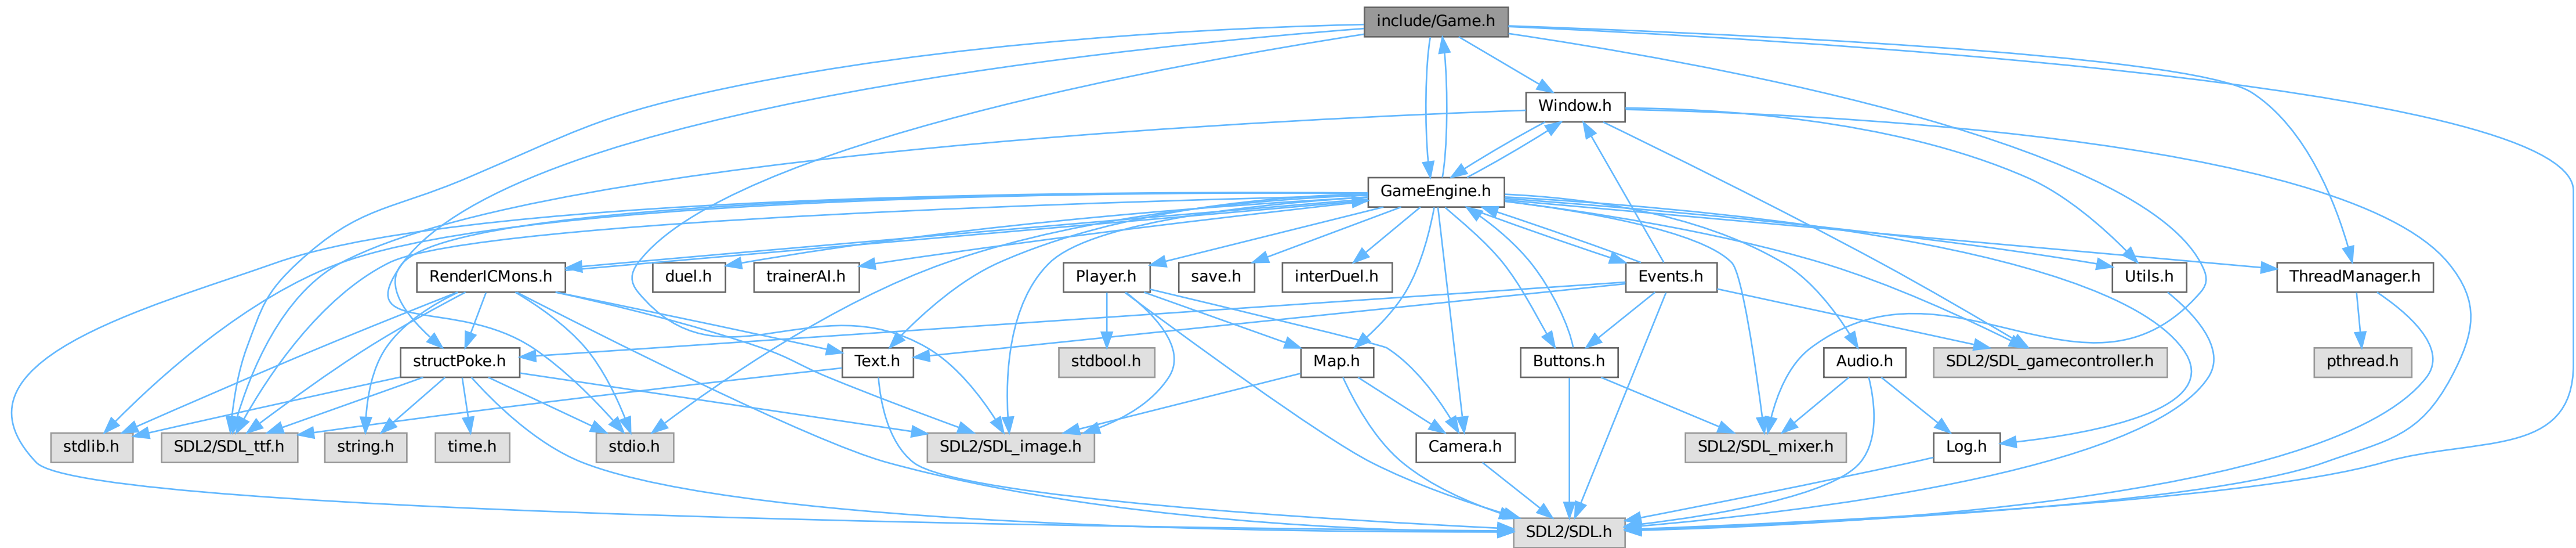 include/Game.h
Window.h
GameEngine.h
RenderICMons.h
duel.h
trainerAI.h
Player.h
save.h
interDuel.h
Events.h
Utils.h
ThreadManager.h
structPoke.h
Text.h
stdbool.h
Map.h
Buttons.h
Audio.h
SDL2/SDL_gamecontroller.h
pthread.h
stdlib.h
SDL2/SDL_ttf.h
string.h
time.h
stdio.h
SDL2/SDL_image.h
Camera.h
SDL2/SDL_mixer.h
Log.h
SDL2/SDL.h